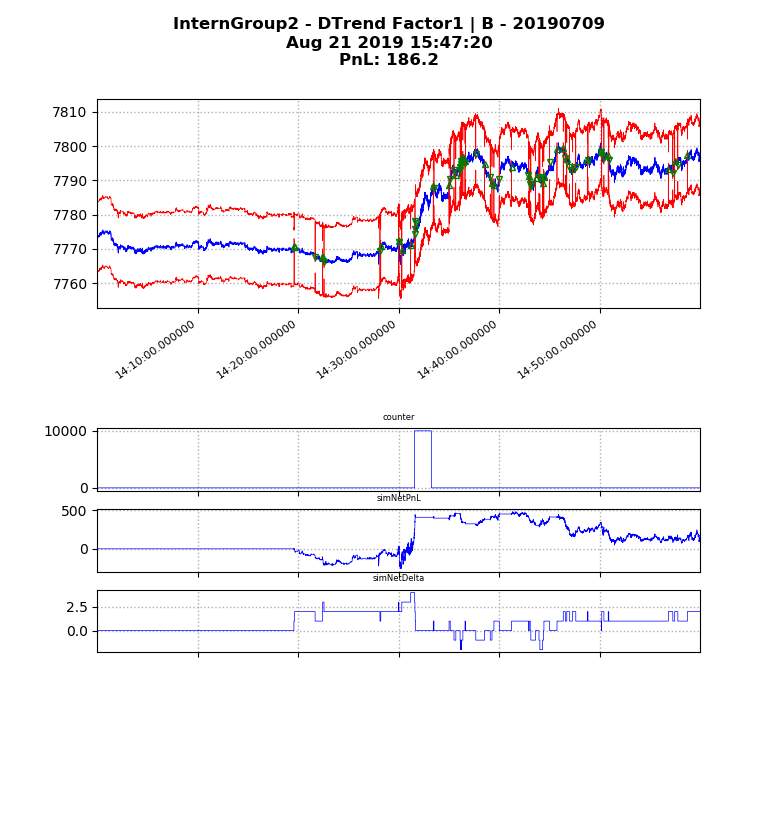 InternGroup2 - DTrend Factor1 | B - 20190709
Aug 21 2019 15:47:20
PnL: 186.2
7810
7800
7790
7780
7770
7760
14:10:00.000000
14:20:00.000000
14:30:00.000000
14:40:00.000000
14:50:00.000000
counter
10000
0
simNetPnL
500
0
simNetDelta
2.5
0.0